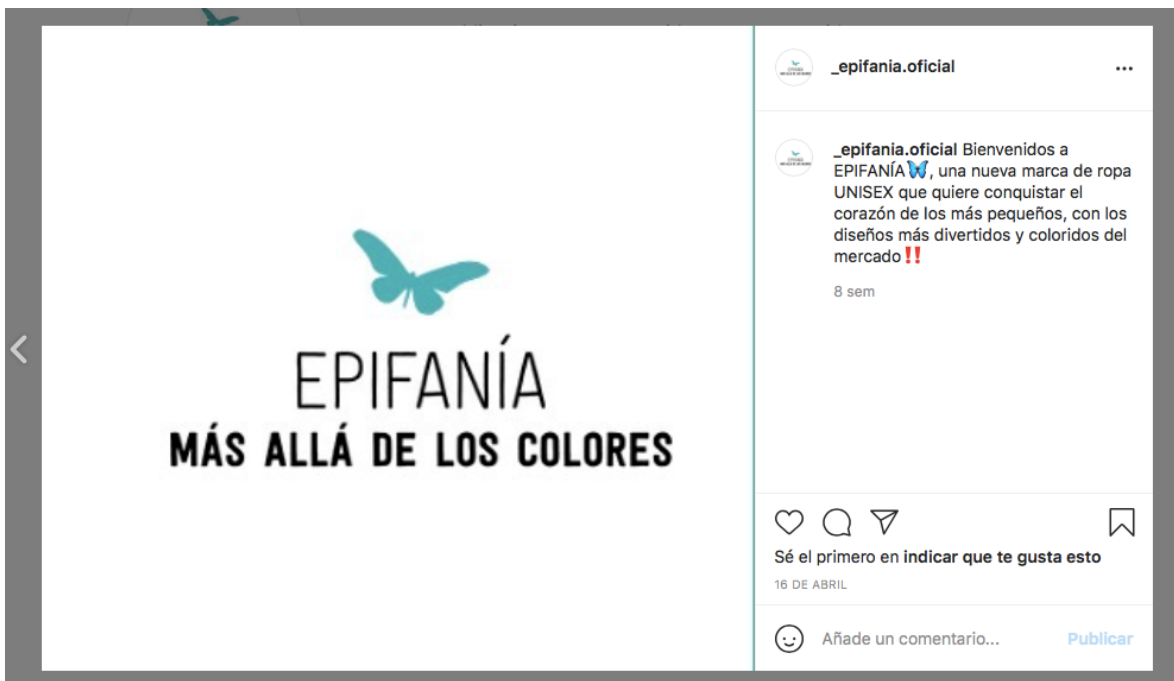 EPIFANÍA
MÁS ALLÁ DE LOS COLORES
_epifania.oficial
...
_epifania.oficial Bienvenidos a
EPIFANÍA🦋, una nueva marca de ropa
UNISEX que quiere conquistar el
corazón de los más pequeños, con los
diseños más divertidos y coloridos del
mercado‼️
8 sem
Sé el primero en indicar que te gusta esto
16 DE ABRIL
Añade un comentario...
Publicar